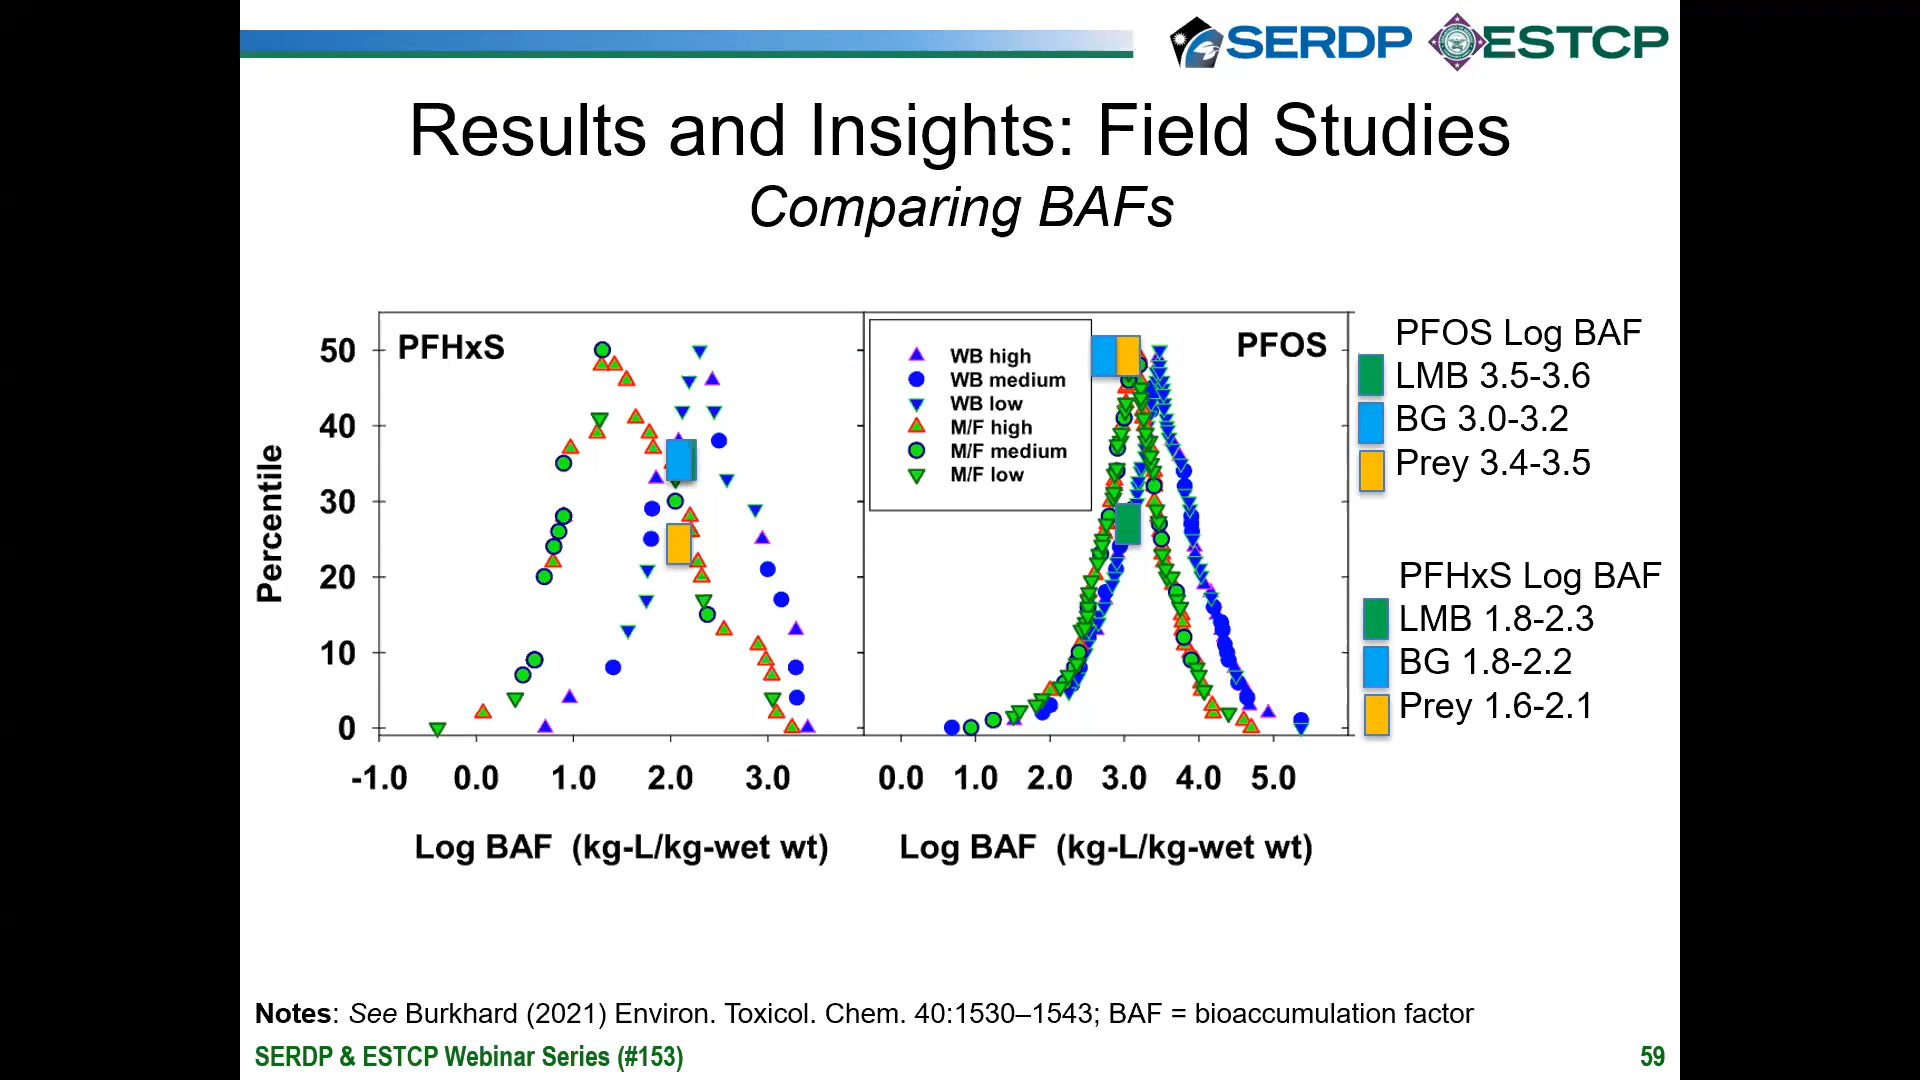 SERDP ESTCP
Results and Insights: Field Studies
Comparing BAFs
PFHxS
50
40
30
20
10
0
Percentile
-1.0 0.0 1.0 2.0 3.0
Log BAF (kg-L/kg-wet wt)
WB high
WB medium
WB low
M/F high
M/F medium
M/F low
PFOS
0.0 1.0 2.0 3.0 4.0 5.0
Log BAF (kg-L/kg-wet wt)
PFOS Log BAF
LMB 3.5-3.6
BG 3.0-3.2
Prey 3.4-3.5
PFHxS Log BAF
LMB 1.8-2.3
BG 1.8-2.2
Prey 1.6-2.1
Notes: See Burkhard (2021) Environ. Toxicol. Chem. 40:1530–1543; BAF = bioaccumulation factor
SERDP & ESTCP Webinar Series (#153)
59